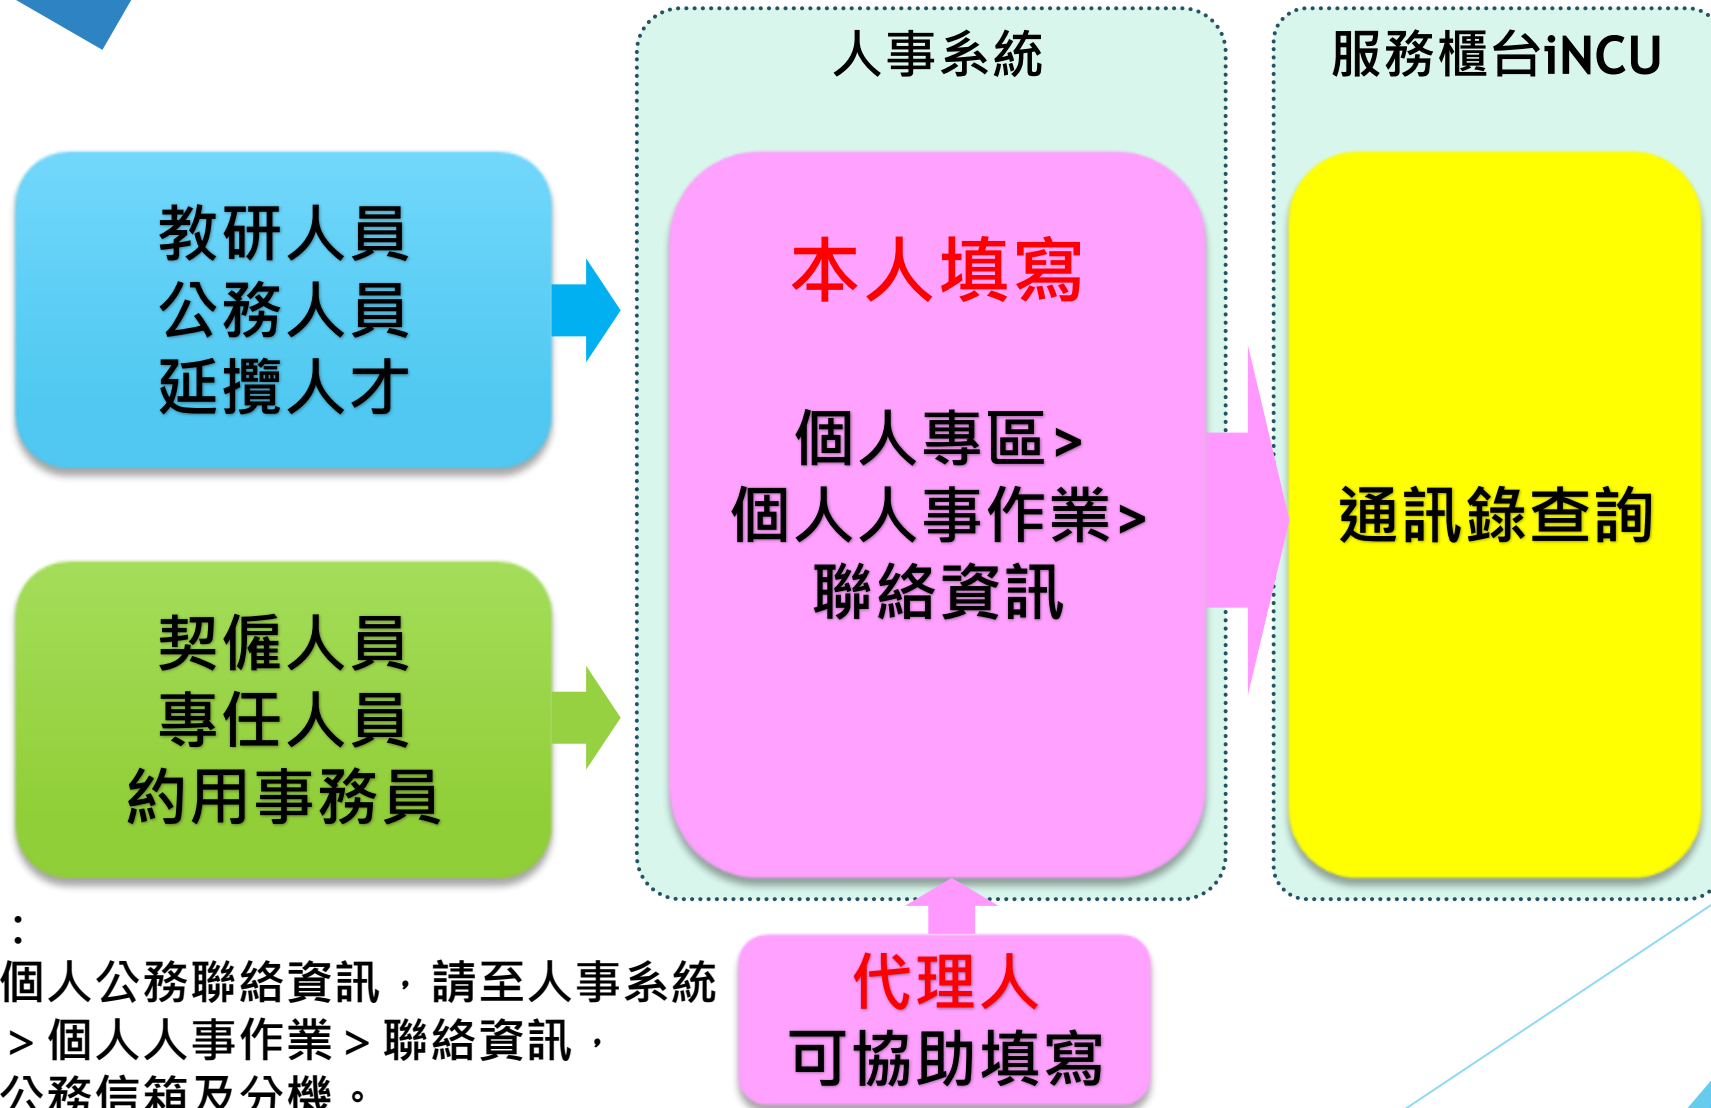 人事系統
服務櫃台iNCU
教研人員
公務人員
延攬人才
本人填寫
個人專區>
個人人事作業>
聯絡資訊
通訊錄查詢
契僱人員
專任人員
約用事務員
：
個人公務聯絡資訊，請至人事系統
>個人人事作業>聯絡資訊，
公務信箱及分機。
代理人
可協助填寫